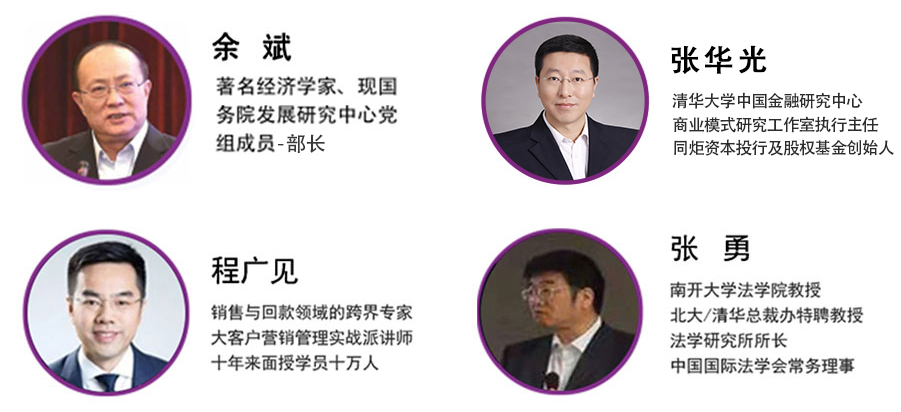 余 斌
著名经济学家、现国
务院发展研究中心党
组成员-部长
张华光
清华大学中国金融研究中心
商业模式研究工作室执行主任
同炬资本投行及股权基金创始人
程广见
销售与回款领域的跨界专家
大客户营销管理实战派讲师
十年来面授学员十万人
张 勇
南开大学法学院教授
北大/清华总裁办特聘教授
法学研究所所长
中国国际法学会常务理事